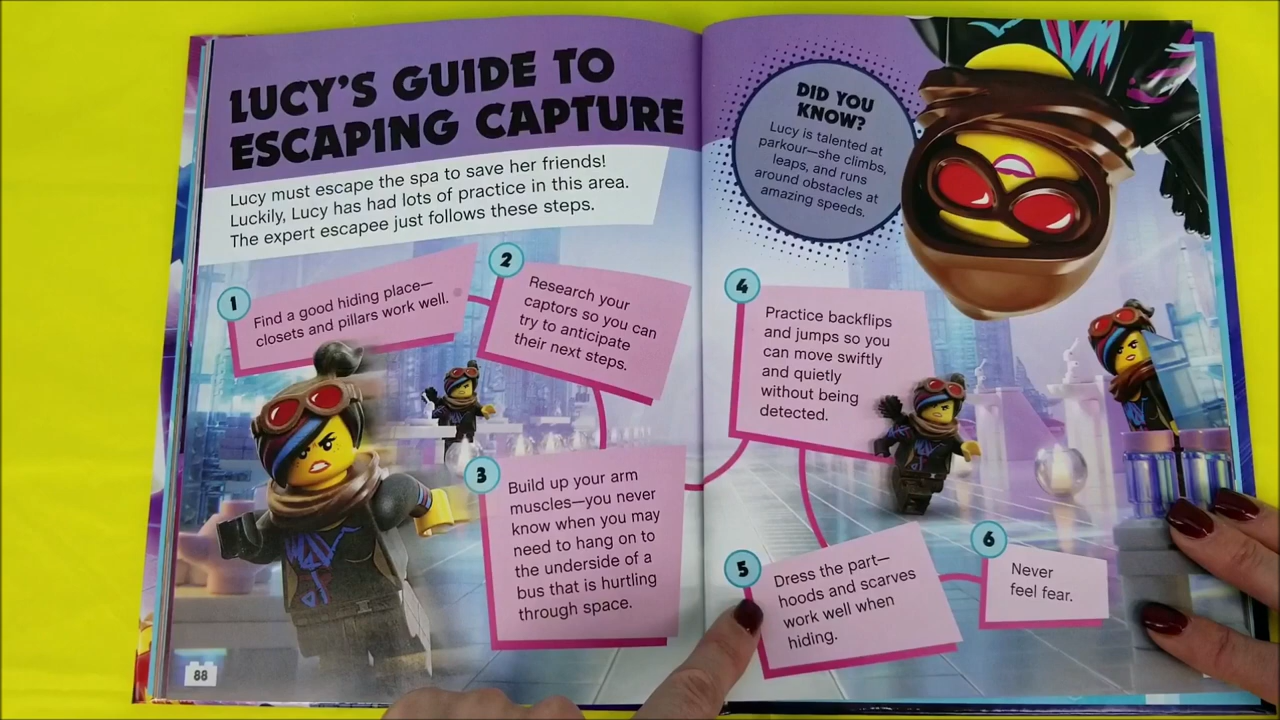 LUCY'S GUIDE TO
ESCAPING CAPTURE
Lucy must escape the spa to save her friends!
Luckily, Lucy has had lots of practice in this area.
The expert escapee just follows these steps.
1
Find a good hiding place—
closets and pillars work well.
2
Research your
captors so you can
try to anticipate
their next steps.
3
Build up your arm
muscles—you never
know when you may
need to hang on to
the underside of a
bus that is hurtling
through space.
88
DID YOU
KNOW?
Lucy is talented at
parkour—she climbs,
leaps, and runs
around obstacles at
amazing speeds.
4
Practice backflips
and jumps so you
can move swiftly
and quietly
without being
detected.
5
Dress the part—
hoods and scarves
work well when
hiding.
6
Never
feel fear.